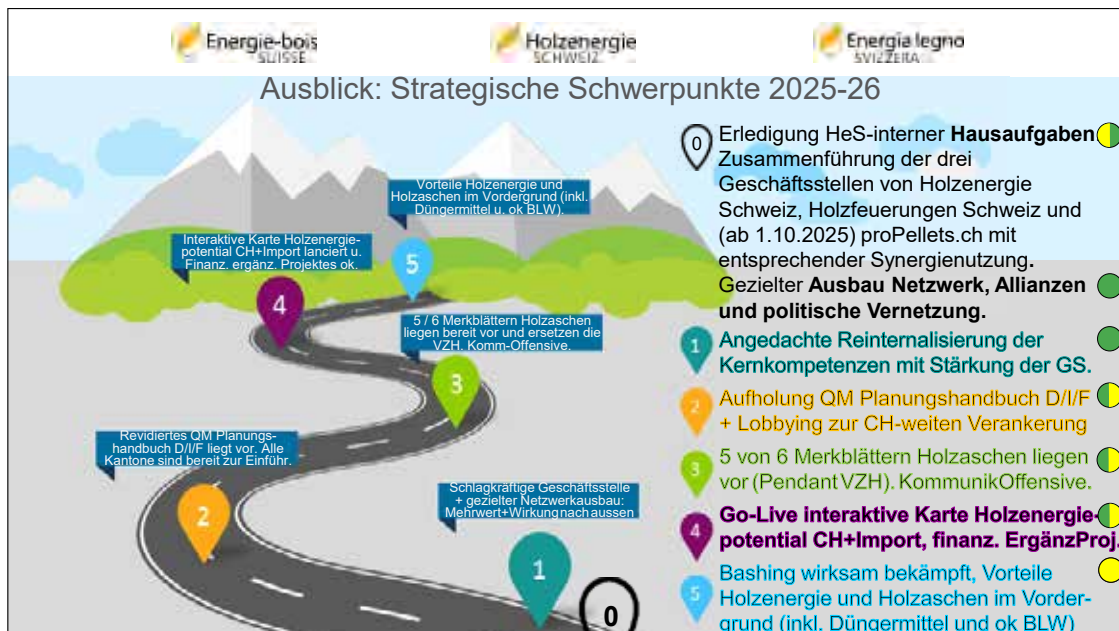 Energie-bois
SUISSE
Holzenergie
SCHWEIZ
Energia legno
SVIZZERA
Ausblick: Strategische Schwerpunkte 2025-26
0
Erledigung HeS-interner Hausaufgaben
Zusammenführung der drei
Geschäftsstellen von Holzenergie
Schweiz, Holzfeuerungen Schweiz und
(ab 1.10.2025) proPellets.ch mit
entsprechender Synergienutzung.
Gezielter Ausbau Netzwerk, Allianzen
und politische Vernetzung.
1
Angedachte Reinternalisierung der
Kernkompetenzen mit Stärkung der GS.
2
Aufholung QM Planungshandbuch D/I/F
+ Lobbying zur CH-weiten Verankerung
3
5 von 6 Merkblättern Holzaschen liegen
vor (Pendant VZH). KommunikOffensive.
4
Go-Live interaktive Karte Holzenergie-
potential CH+Import, finanz. ErgänzProj.
5
Bashing wirksam bekämpft, Vorteile
Holzenergie und Holzaschen im Vorder-
grund (inkl. Düngermittel und ok BLW)
Vorteile Holzenergie und
Holzaschen im Vordergrund (inkl.
Düngermittel u. ok BLW).
5
Interaktive Karte Holzenergie-
potential CH+Import lanciert u.
Finanz. ergänz. Projektes ok.
4
5 / 6 Merkblättern Holzaschen
liegen bereit vor und ersetzen die
VZH. Komm-Offensive.
3
Revidiertes QM Planungs-
handbuch D/I/F liegt vor. Alle
Kantone sind bereit zur Einführ.
2
Schlagkräftige Geschäftsstelle
+ gezielter Netzwerkausbau:
Mehrwert+Wirkung nach aussen
1
0